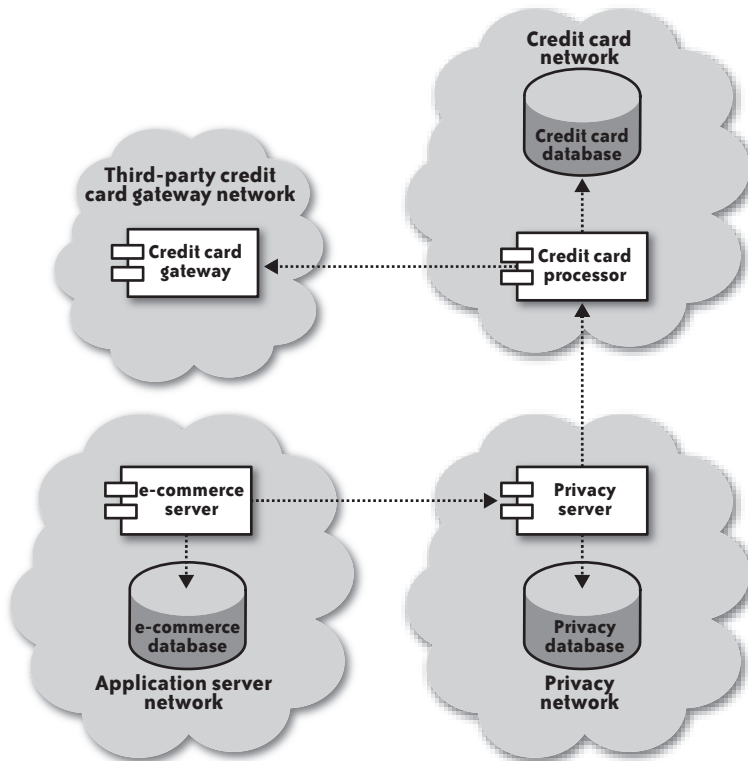 Credit card
network
Credit card
database
Third-party credit
card gateway network
Credit card
gateway
Credit card
processor
e-commerce
server
Privacy
server
e-commerce
database
Privacy
database
Application server
network
Privacy
network